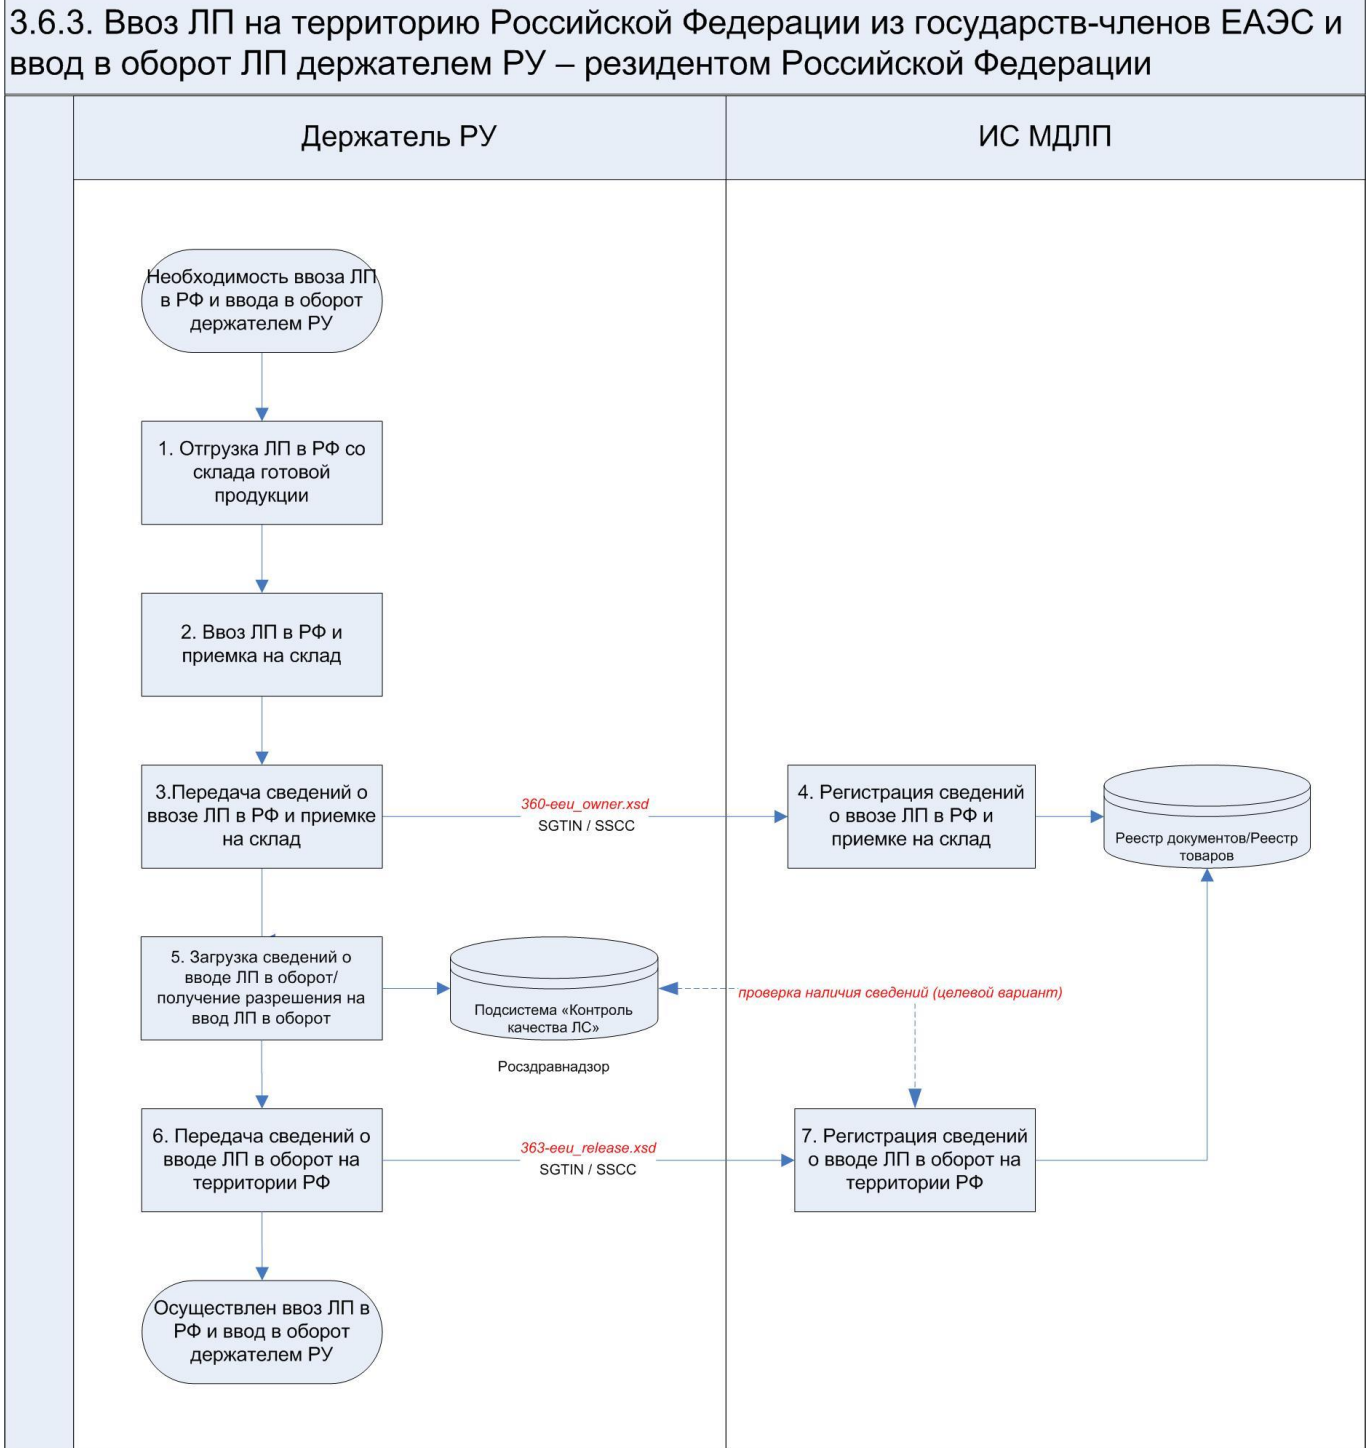 3.6.3. Ввоз ЛП на территорию Российской Федерации из государств-членов ЕАЭС и
ввод в оборот ЛП держателем РУ – резидентом Российской Федерации
Держатель РУ
ИС МДЛП
Необходимость ввоза ЛП
в РФ и ввода в оборот
держателем РУ
1. Отгрузка ЛП в РФ со
склада готовой
продукции
2. Ввоз ЛП в РФ и
приемка на склад
3.Передача сведений о
ввозе ЛП в РФ и приемке
на склад
360-eeu_owner.xsd
SGTIN / SSCC
4. Регистрация сведений
о ввозе ЛП в РФ и
приемке на склад
Реестр документов/Реестр
товаров
5. Загрузка сведений о
вводе ЛП в оборот/
получение разрешения на
ввод ЛП в оборот
Подсистема «Контроль
качества ЛС»
Росздравнадзор
проверка наличия сведений (целевой вариант)
6. Передача сведений о
вводе ЛП в оборот на
территории РФ
363-eeu_release.xsd
SGTIN / SSCC
7. Регистрация сведений
о вводе ЛП в оборот на
территории РФ
Осуществлен ввоз ЛП в
РФ и ввод в оборот
держателем РУ